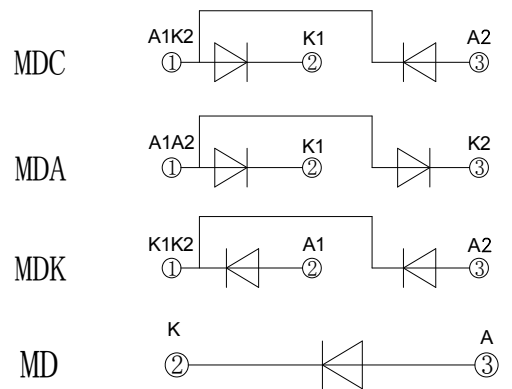 A1K2 K1 A2
MDC ① ② ③
A1A2 K1 K2
MDA ① ② ③
K1K2 A1 A2
MDK ① ② ③
K A
MD ② ③